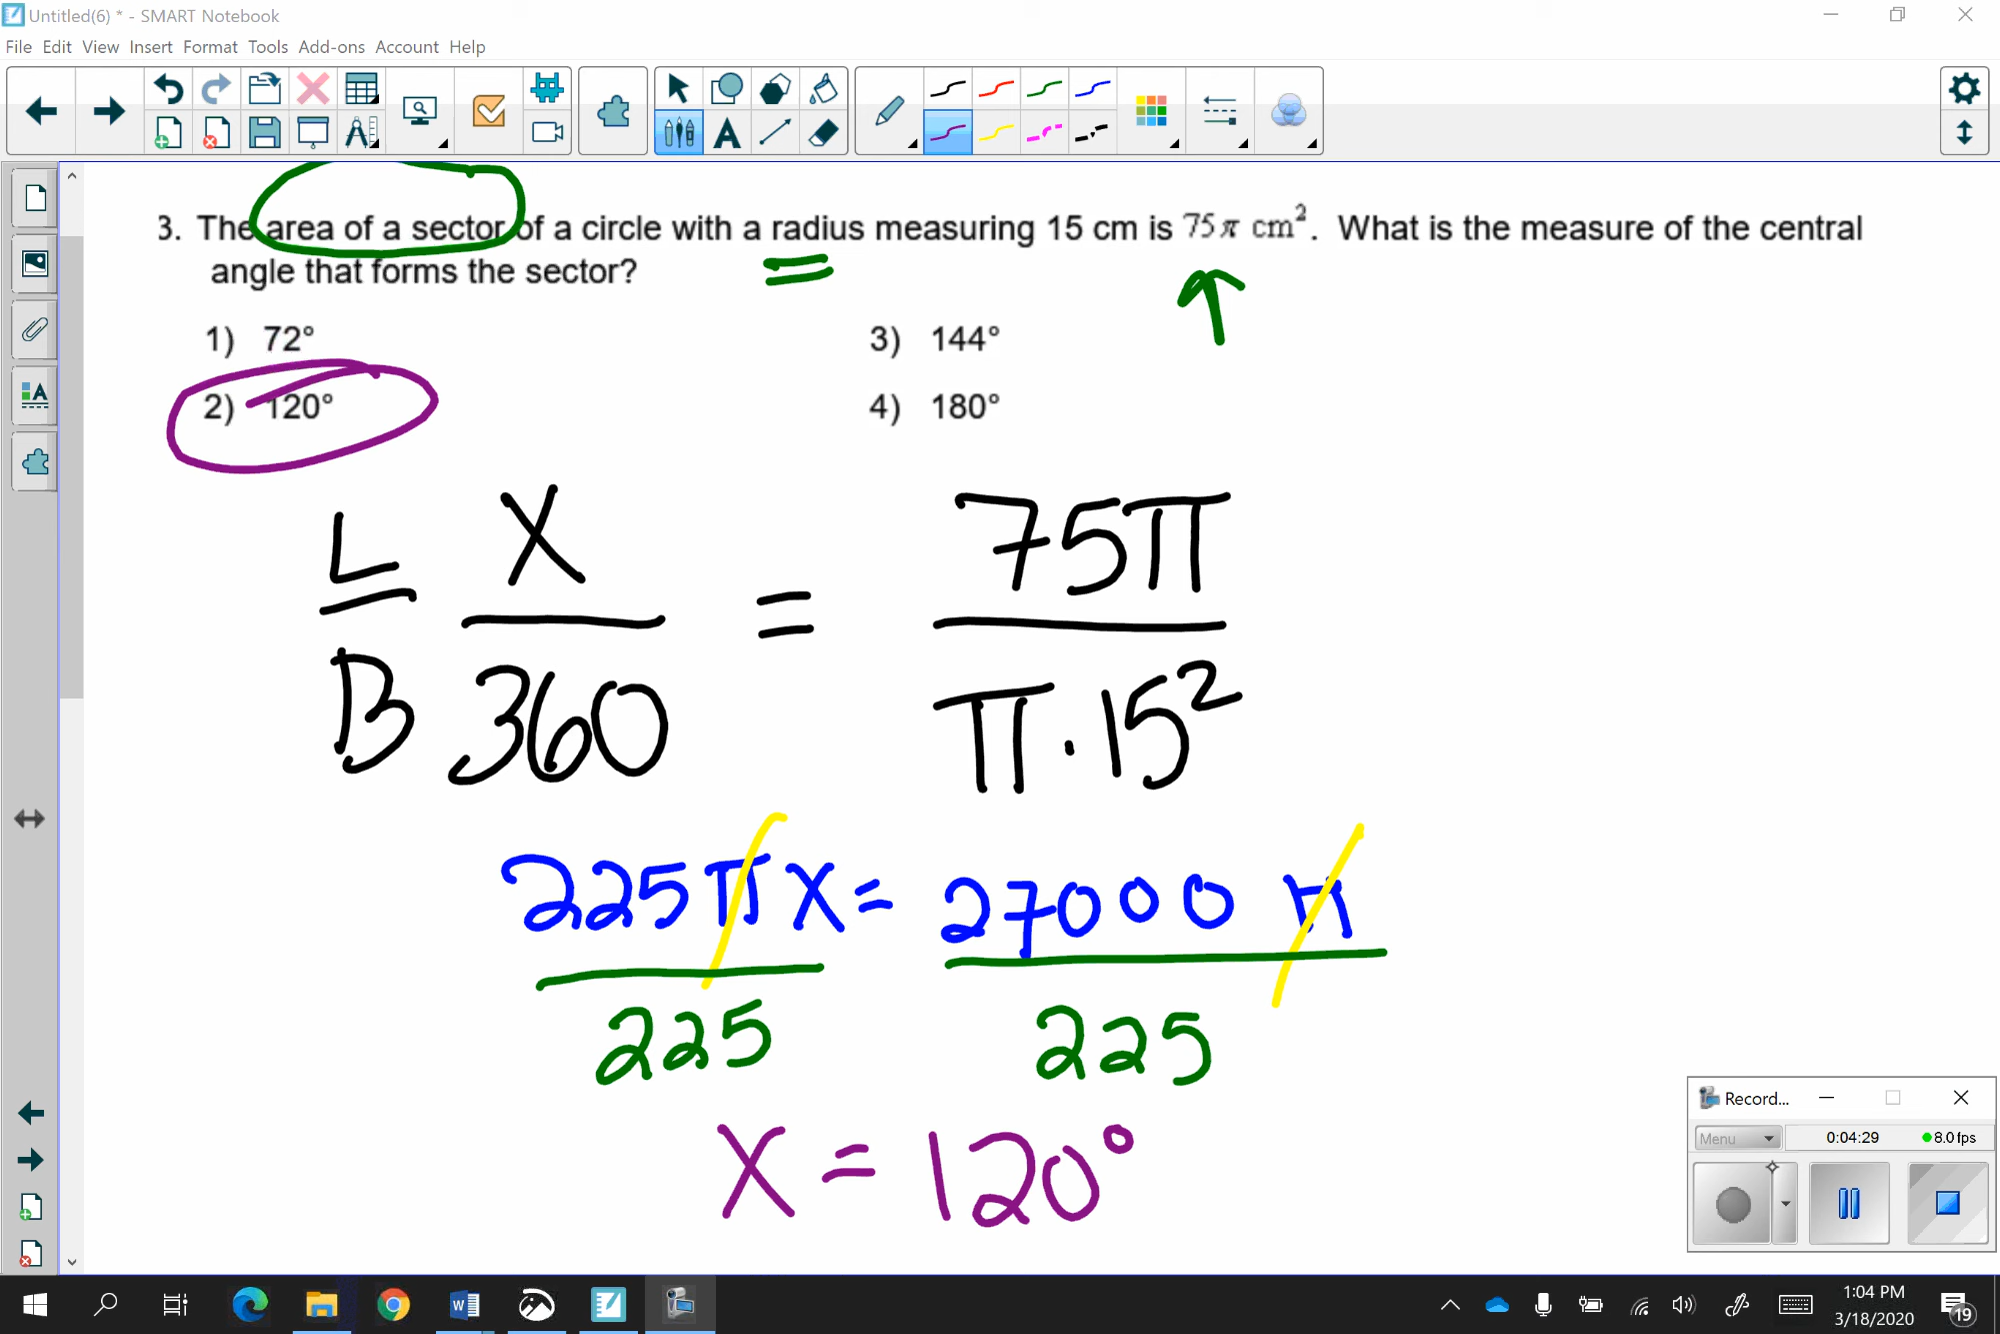 Untitled(6) * - SMART Notebook
File Edit View Insert Format Tools Add-ons Account Help
3. The area of a sector of a circle with a radius measuring 15 cm is 75π cm². What is the measure of the central
angle that forms the sector?
1) 72°
3) 144°
2) 120°
4) 180°
L X = 75π
B 360 π·15²
225πx = 27000π
225 225
X = 120°
Record...
Menu 0:04:29 8.0 fps
1:04 PM
3/18/2020
19